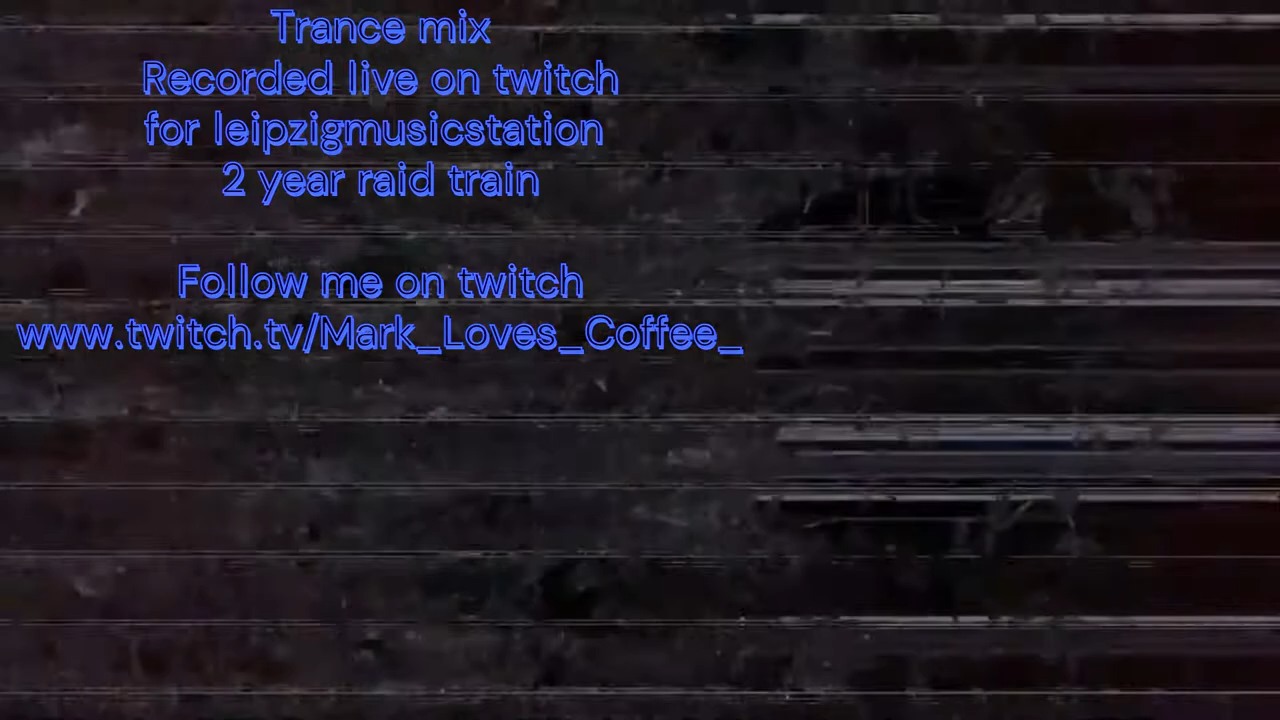 Trance mix
Recorded live on twitch
for leipzigmusicstation
2 year raid train
Follow me on twitch
www.twitch.tv/Mark_Loves_Coffee_